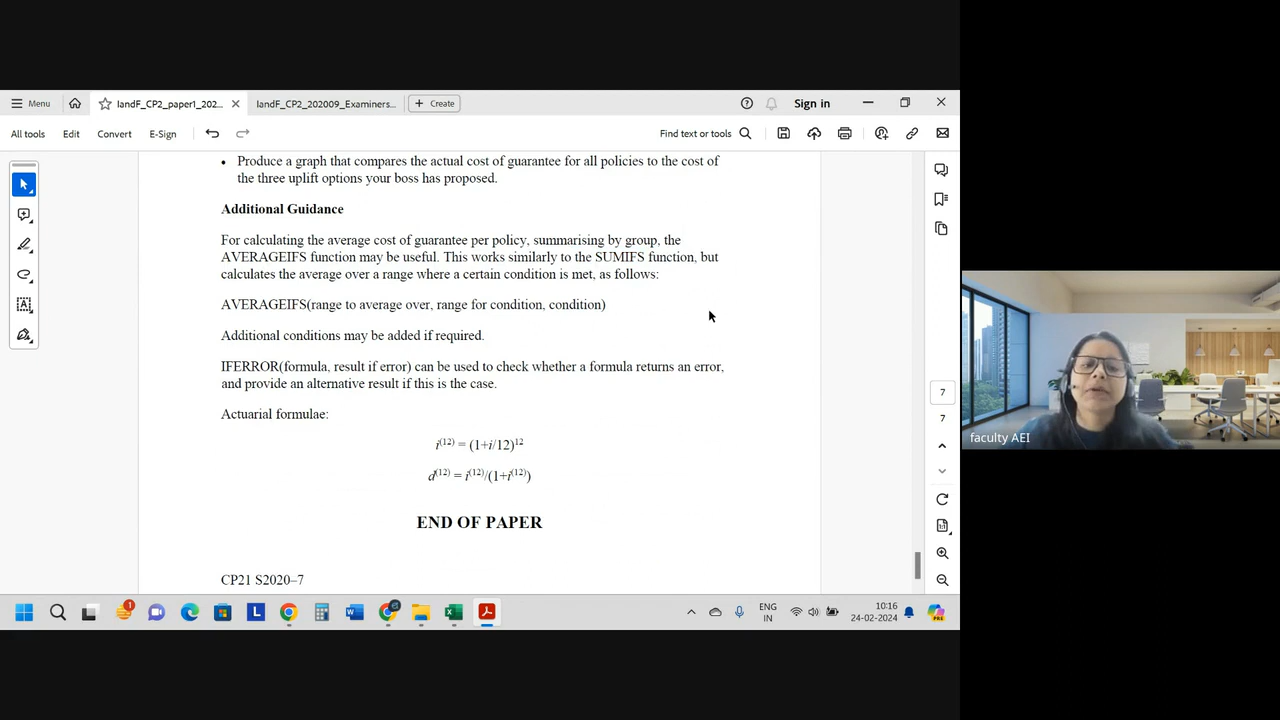 Menu
IandF_CP2_paper1_202...
IandF_CP2_202009_Examiners...
Create
Sign in
All tools
Edit
Convert
E-Sign
Find text or tools
• Produce a graph that compares the actual cost of guarantee for all policies to the cost of
the three uplift options your boss has proposed.
Additional Guidance
For calculating the average cost of guarantee per policy, summarising by group, the
AVERAGEIFS function may be useful. This works similarly to the SUMIFS function, but
calculates the average over a range where a certain condition is met, as follows:
AVERAGEIFS(range to average over, range for condition, condition)
Additional conditions may be added if required.
IFERROR(formula, result if error) can be used to check whether a formula returns an error,
and provide an alternative result if this is the case.
Actuarial formulae:
i(12) = (1+i/12)12
d(12) = i(12)/(1+i(12))
END OF PAPER
CP21 S2020–7
7
7
faculty AEI
ENG
IN
10:16
24-02-2024